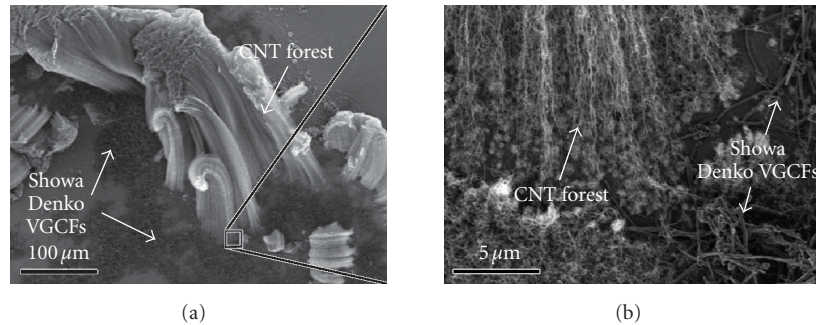 CNT forest
Showa
Denko
VGCFs
100 μm
(a)
CNT forest
Showa
Denko VGCFs
5 μm
(b)